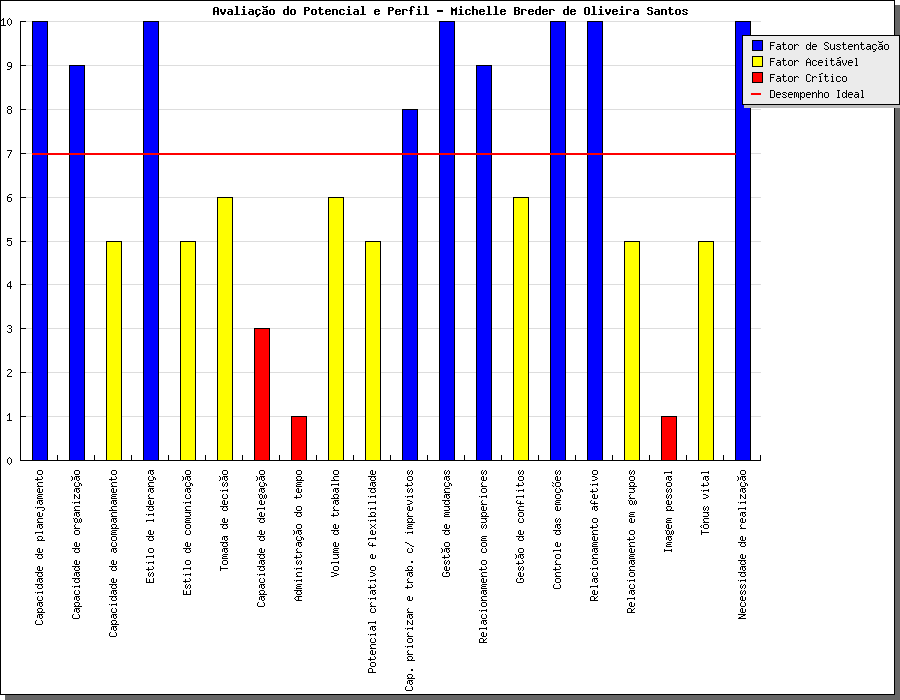 Avaliação do Potencial e Perfil - Michelle Breder de Oliveira Santos
10
9
8
7
6
5
4
3
2
1
0
Fator de Sustentação
Fator Aceitável
Fator Crítico
Desempenho Ideal
Capacidade de planejamento
Capacidade de organização
Capacidade de acompanhamento
Estilo de liderança
Estilo de comunicação
Tomada de decisão
Capacidade de delegação
Administração do tempo
Volume de trabalho
Potencial criativo e flexibilidade
Cap. priorizar e trab. c/ imprevistos
Gestão de mudanças
Relacionamento com superiores
Gestão de conflitos
Controle das emoções
Relacionamento afetivo
Relacionamento em grupos
Imagem pessoal
Tônus vital
Necessidade de realização